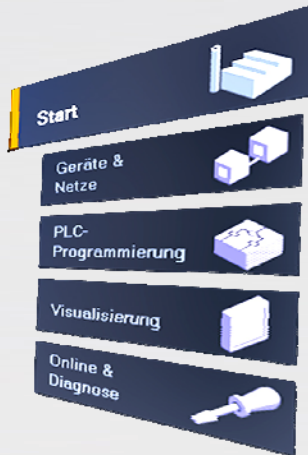 Start
Geräte &
Netze
PLC-
Programmierung
Visualisierung
Online &
Diagnose